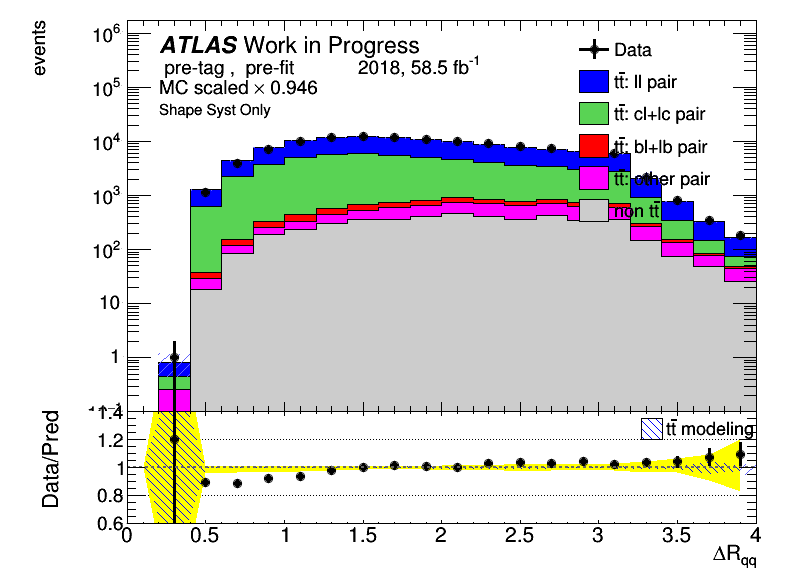 events
10⁶
10⁵
10⁴
10³
10²
10
1
ATLAS Work in Progress
pre-tag , pre-fit 2018, 58.5 fb⁻¹
MC scaled × 0.946
Shape Syst Only
Data
tt̄: ll pair
tt̄: cl+lc pair
tt̄: bl+lb pair
tt̄: other pair
non tt̄
Data/Pred
1.4
1.2
1
0.8
0.6
tt̄ modeling
0 0.5 1 1.5 2 2.5 3 3.5 4
ΔRqq